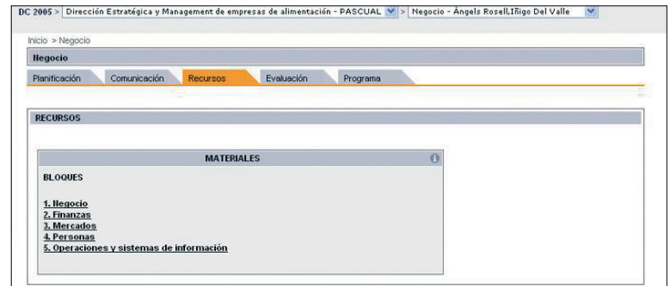 DC 2005 > Dirección Estratégica y Management de empresas de alimentación - PASCUAL > Negocio - Àngels Rosell,Iñigo Del Valle
Inicio > Negocio
Negocio
Planificación Comunicación Recursos Evaluación Programa
RECURSOS
MATERIALES
BLOQUES
1. Negocio
2. Finanzas
3. Mercados
4. Personas
5. Operaciones y sistemas de información